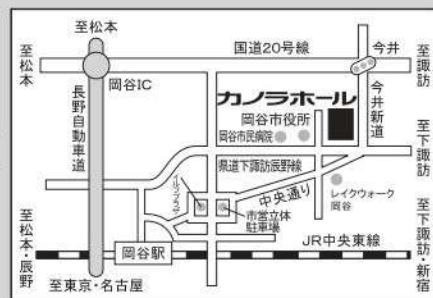 至松本
国道20号線
今井
至松本
至諏訪
岡谷IC
カノラホール
岡谷市役所
岡谷市民病院
今井新道
長野自動車道
県道下諏訪辰野線
至下諏訪
中央通り
イルフプラザ
レイクウォーク
岡谷
市営立体
駐車場
至松本・辰野
岡谷駅
JR中央東線
至下諏訪・新宿
至東京・名古屋